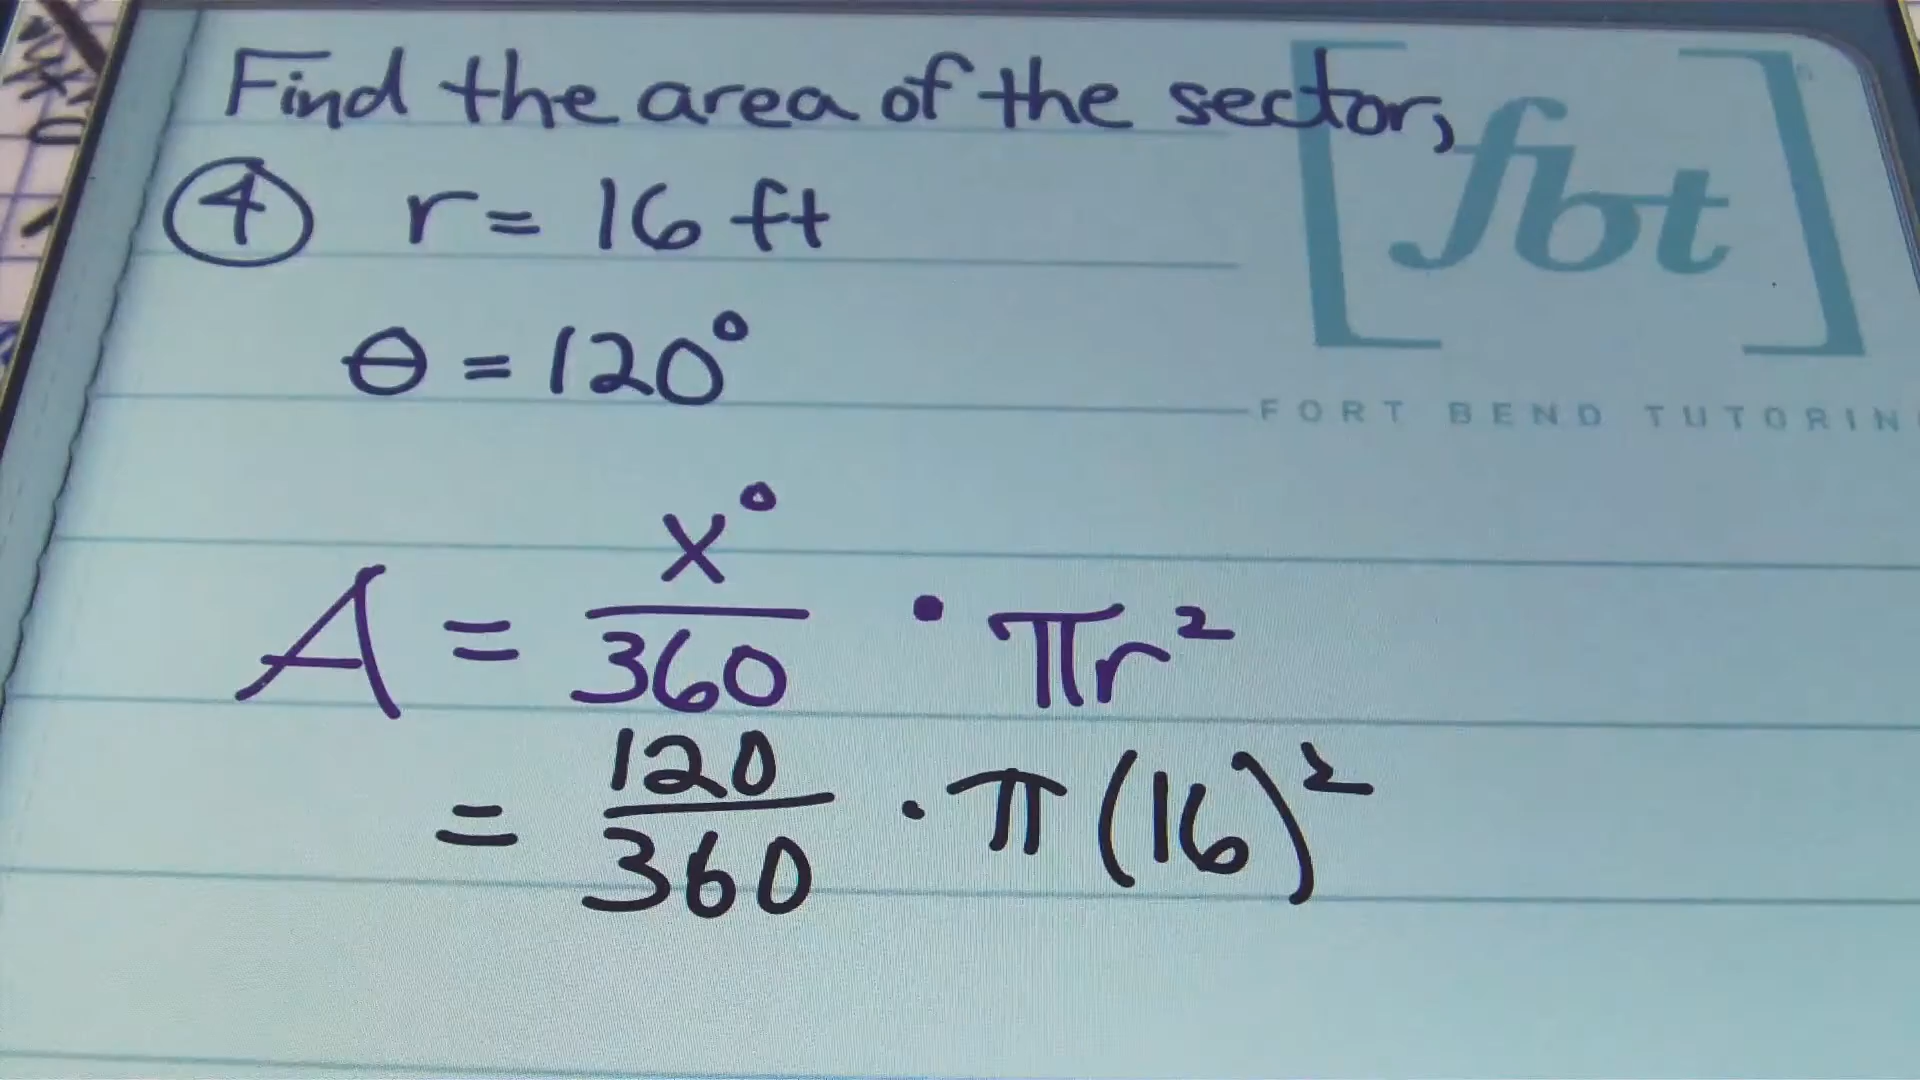 Find the area of the sector,
④ r = 16 ft
θ = 120°
[fbt]
FORT BEND TUTORIN
A = x°/360 · πr²
= 120/360 · π(16)²